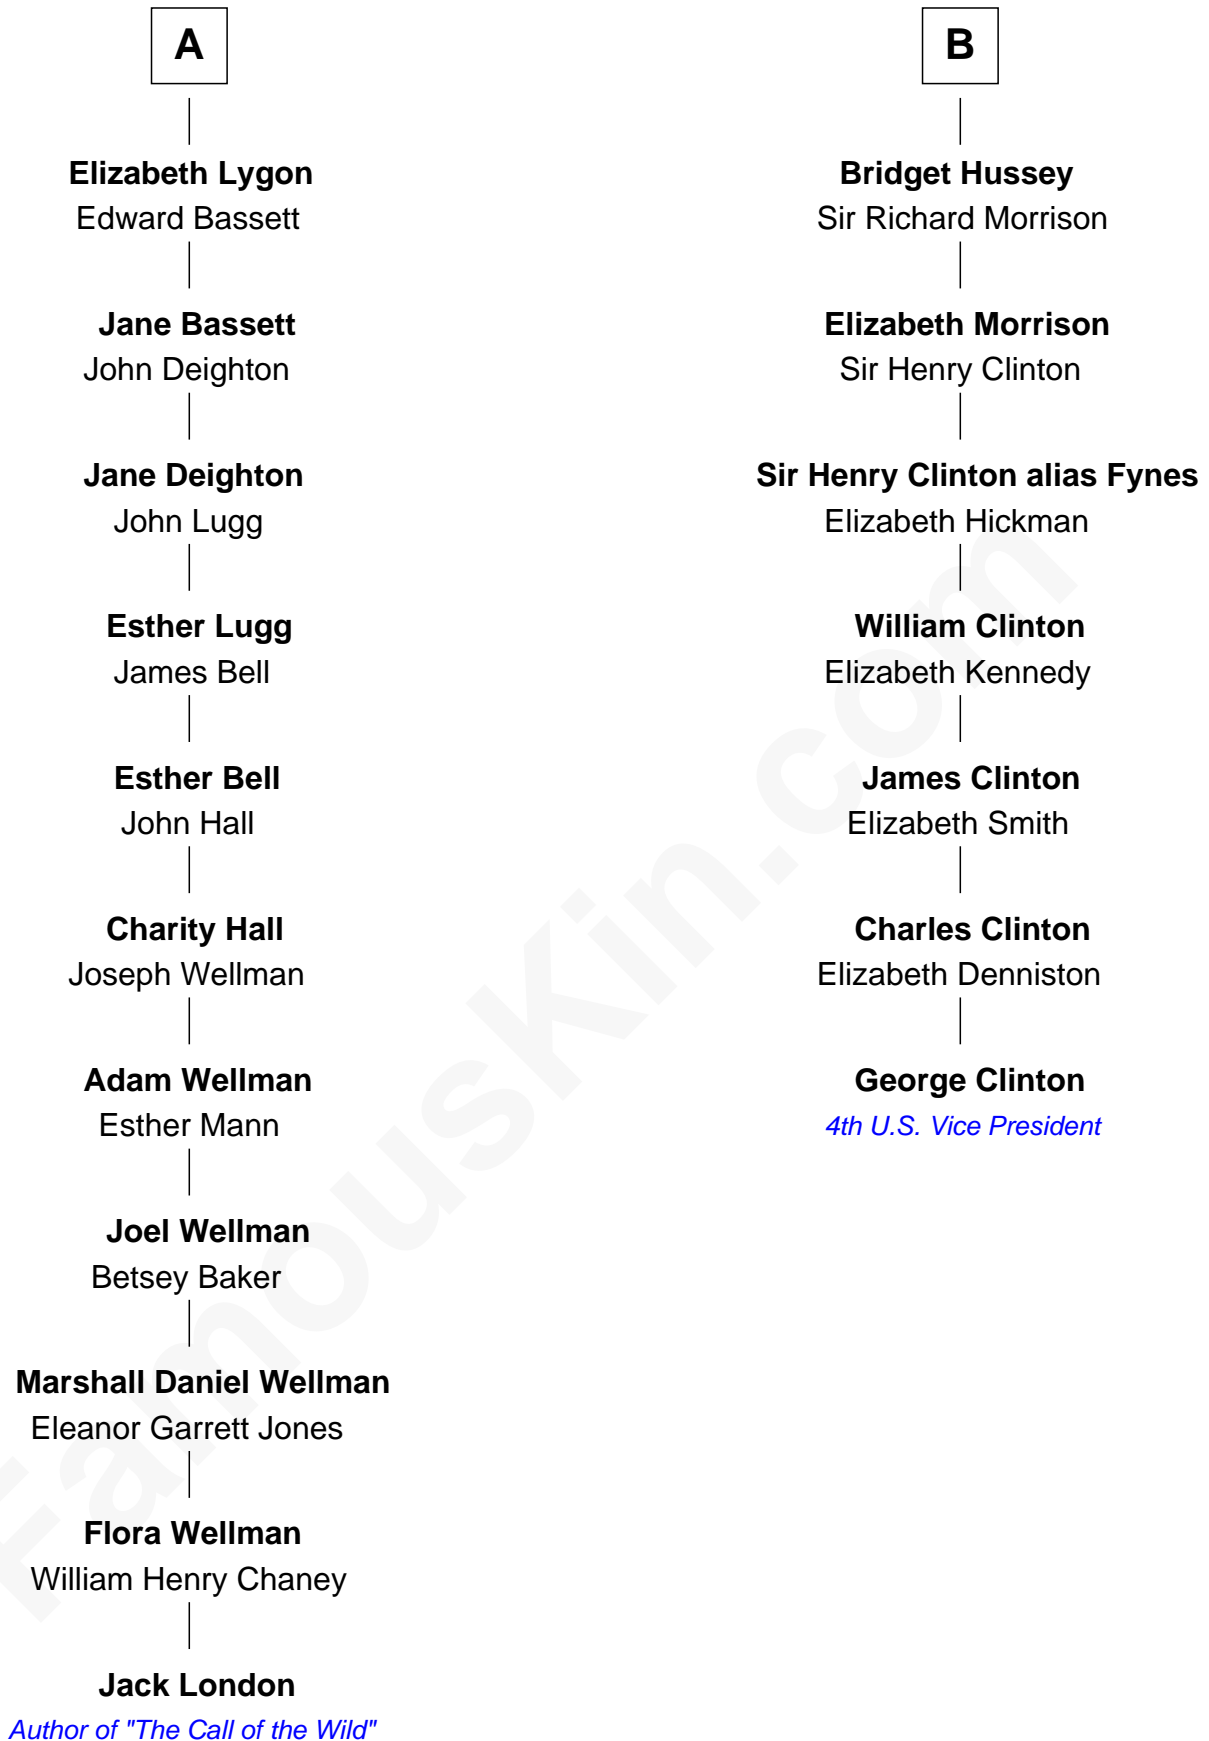 A
Elizabeth Lygon
Edward Bassett
Jane Bassett
John Deighton
Jane Deighton
John Lugg
Esther Lugg
James Bell
Esther Bell
John Hall
Charity Hall
Joseph Wellman
Adam Wellman
Esther Mann
Joel Wellman
Betsey Baker
Marshall Daniel Wellman
Eleanor Garrett Jones
Flora Wellman
William Henry Chaney
Jack London
Author of "The Call of the Wild"
B
Bridget Hussey
Sir Richard Morrison
Elizabeth Morrison
Sir Henry Clinton
Sir Henry Clinton alias Fynes
Elizabeth Hickman
William Clinton
Elizabeth Kennedy
James Clinton
Elizabeth Smith
Charles Clinton
Elizabeth Denniston
George Clinton
4th U.S. Vice President
FamousKin.com